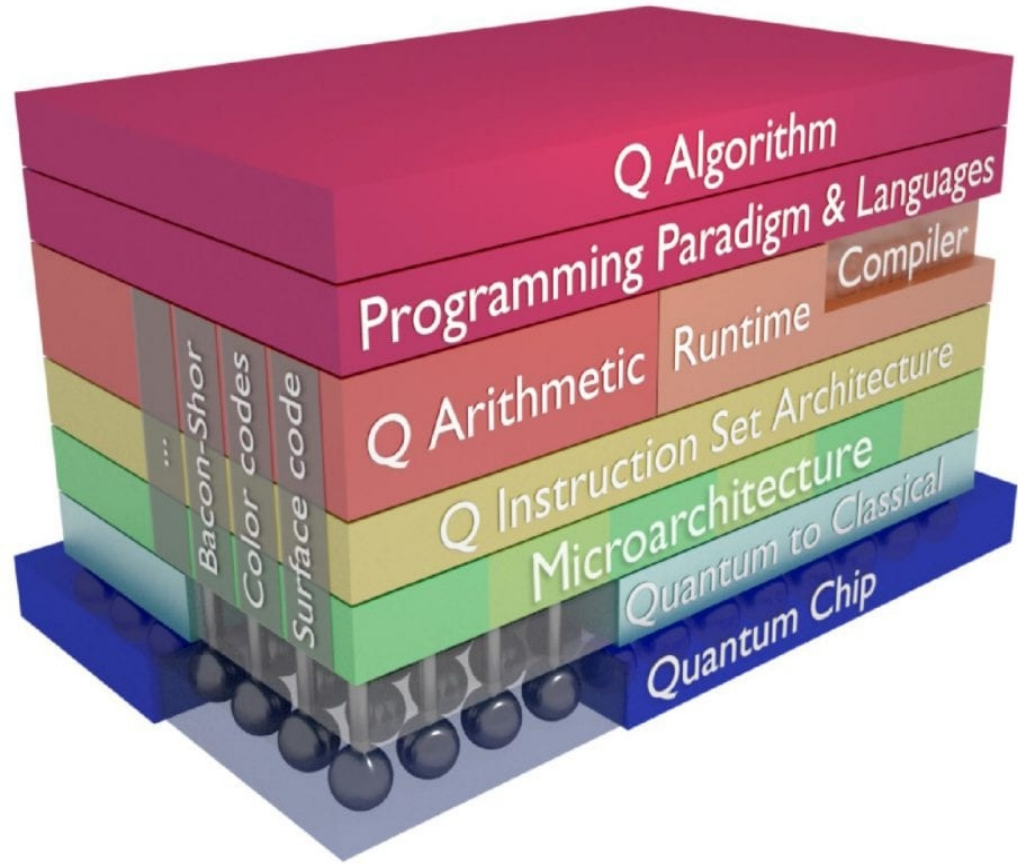 Q Algorithm
Programming Paradigm & Languages
Compiler
Q Arithmetic
Runtime
Q Instruction Set Architecture
Microarchitecture
Quantum to Classical
Quantum Chip
...
Bacon-Shor
Color codes
Surface code